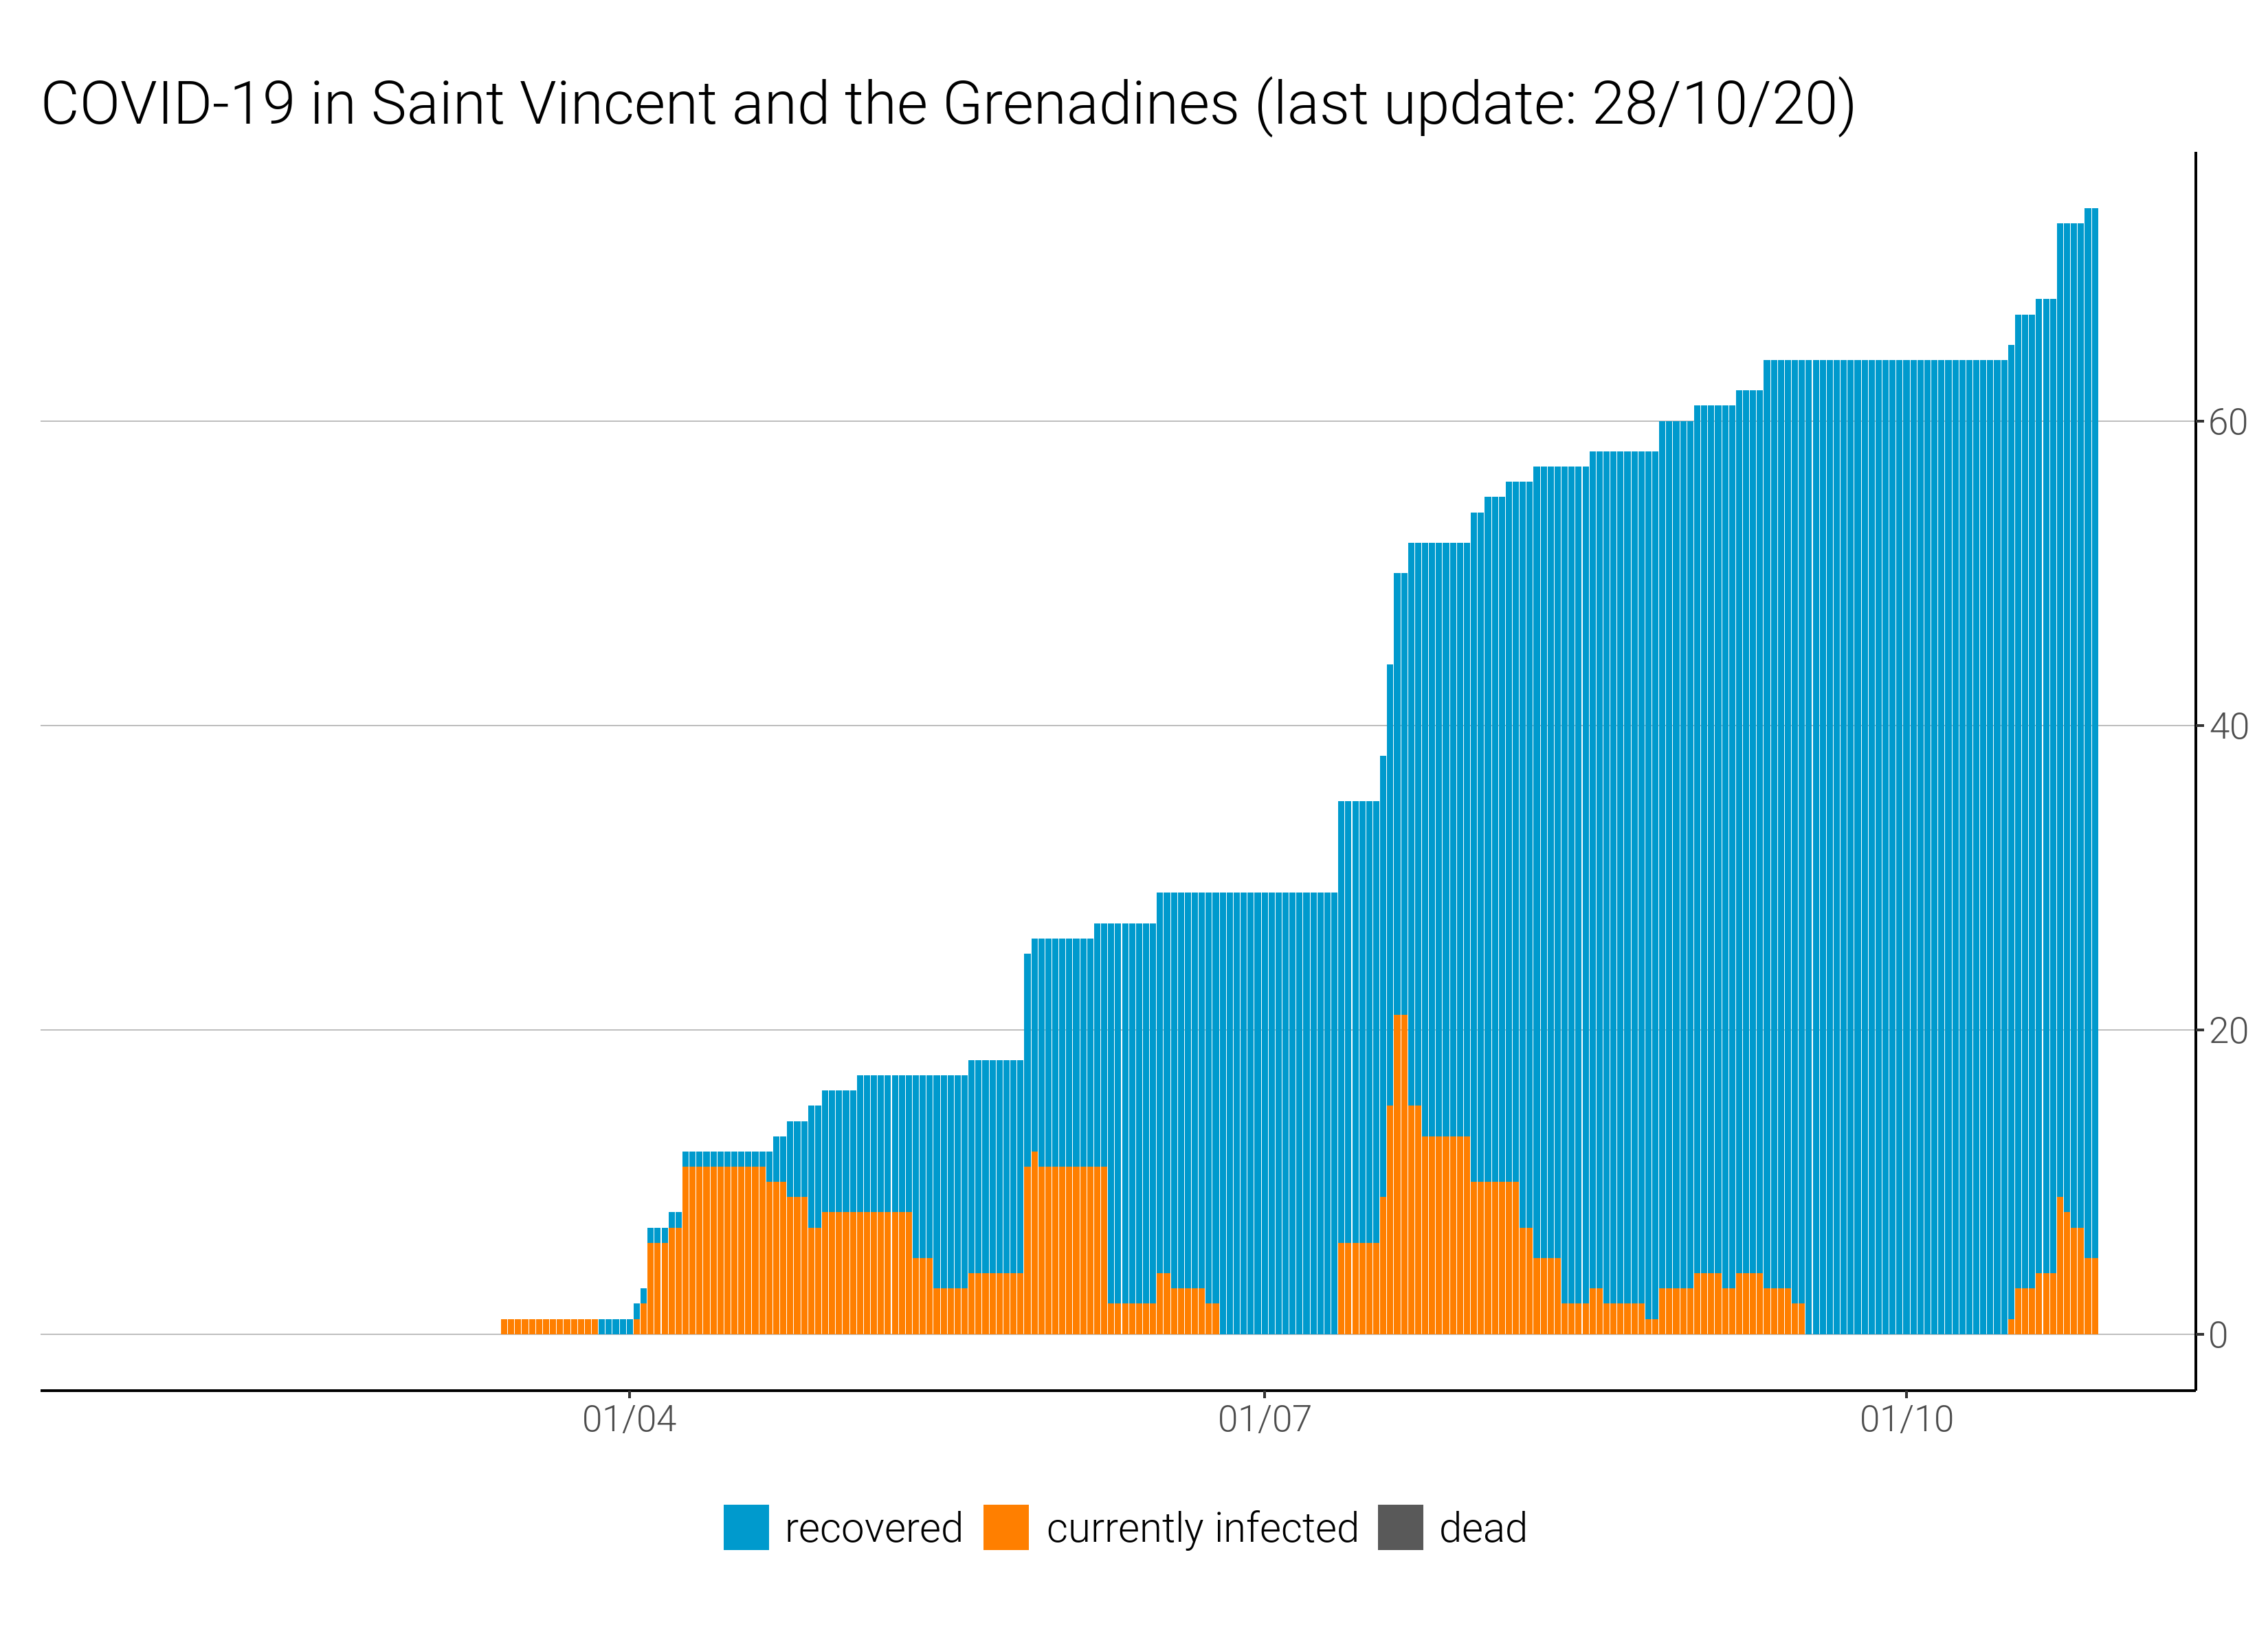 COVID-19 in Saint Vincent and the Grenadines (last update: 28/10/20)
60
40
20
0
01/04 01/07 01/10
recovered currently infected dead